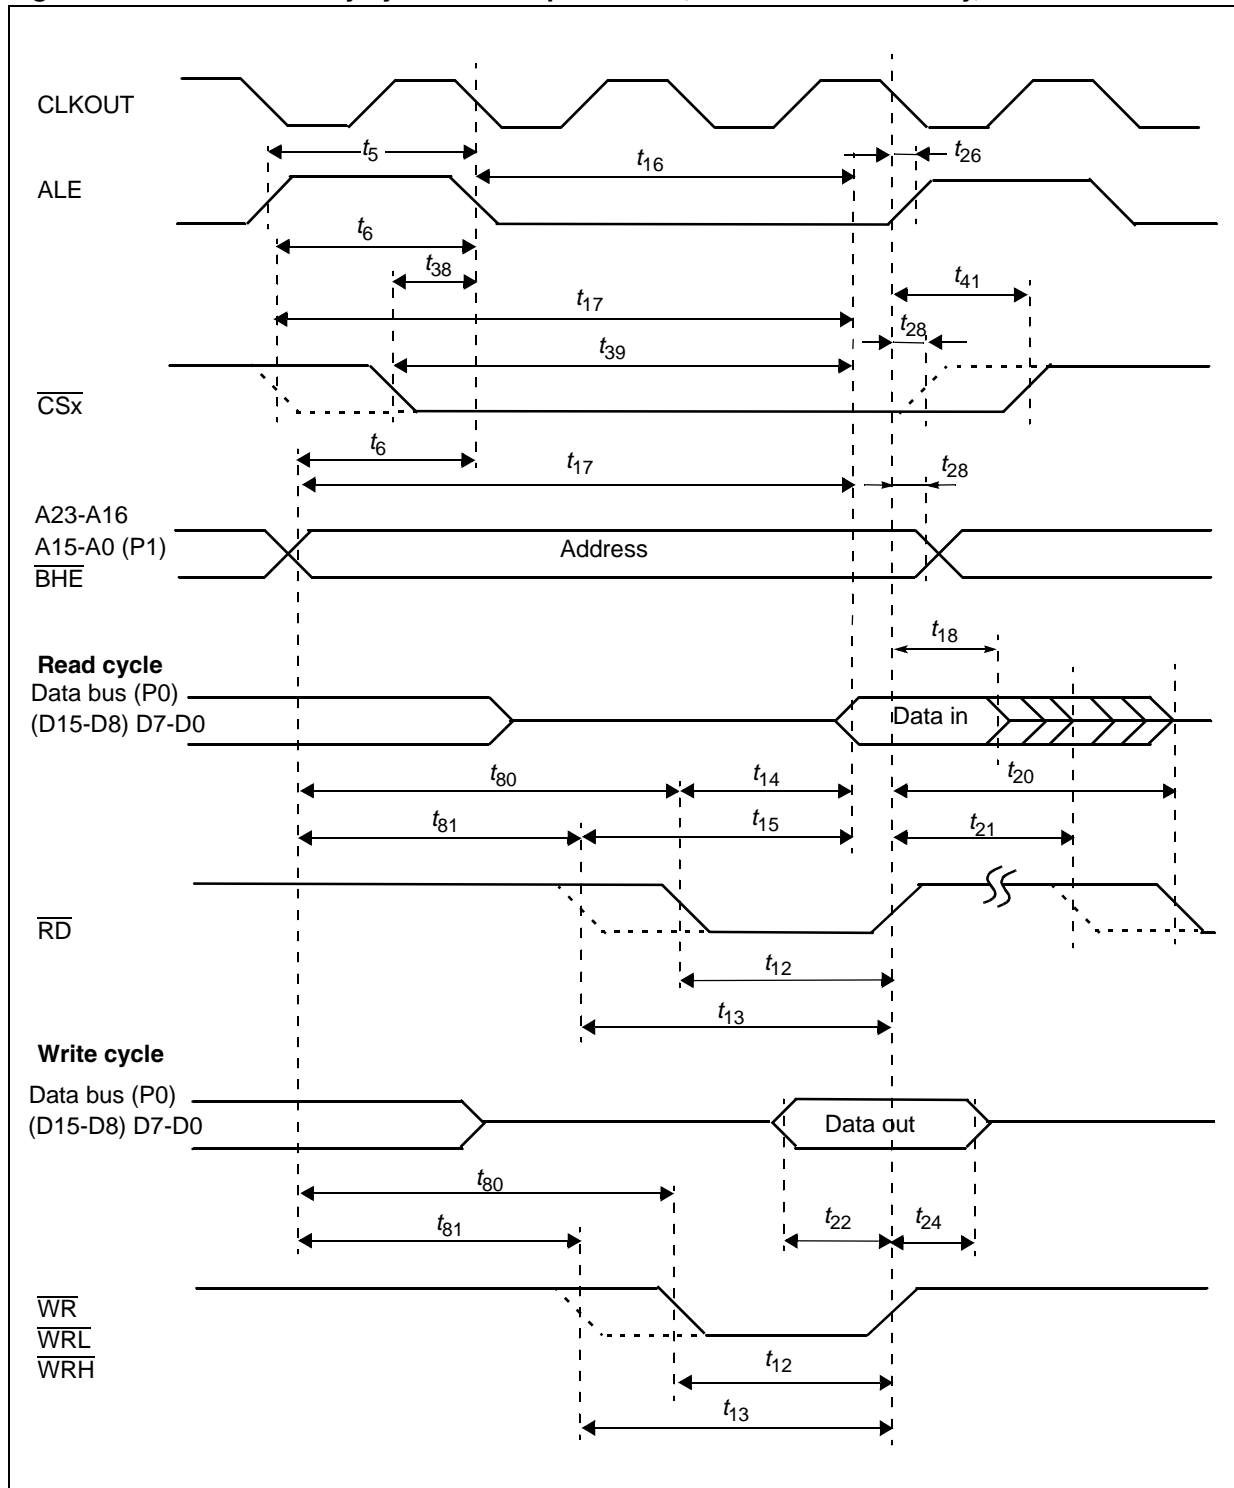 CLKOUT
t5
t16
t26
ALE
t6
t38
t41
t17
t28
t39
CSx
t6
t17
t28
A23-A16
A15-A0 (P1)
Address
BHE
t18
Read cycle
Data bus (P0)
(D15-D8) D7-D0
Data in
t80
t14
t20
t81
t15
t21
RD
t12
t13
Write cycle
Data bus (P0)
(D15-D8) D7-D0
Data out
t80
t81
t22
t24
WR
WRL
WRH
t12
t13